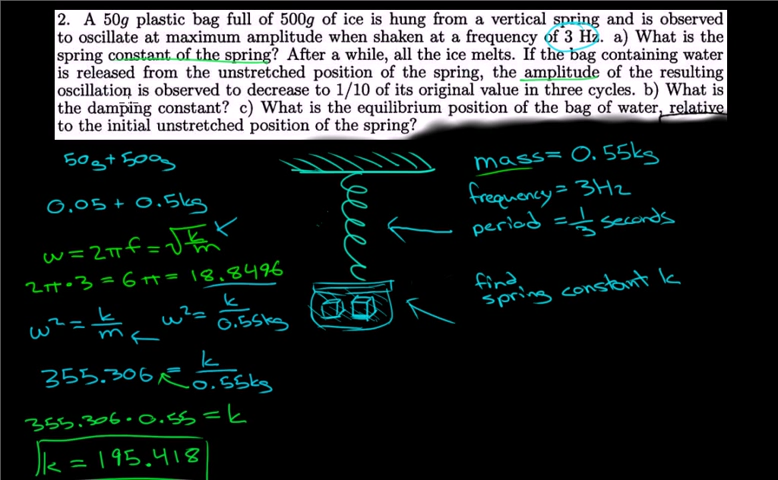 2. A 50g plastic bag full of 500g of ice is hung from a vertical spring and is observed
to oscillate at maximum amplitude when shaken at a frequency of 3 Hz. a) What is the
spring constant of the spring? After a while, all the ice melts. If the bag containing water
is released from the unstretched position of the spring, the amplitude of the resulting
oscillation is observed to decrease to 1/10 of its original value in three cycles. b) What is
the damping constant? c) What is the equilibrium position of the bag of water, relative
to the initial unstretched position of the spring?
50g + 500g
0.05 + 0.5kg
w = 2πf = √k/m
2π·3 = 6π = 18.8496
w² = k/m
w² = k/0.55kg
355.306 = k/0.55kg
355.306·0.55 = k
k = 195.418
mass = 0.55kg
frequency = 3Hz
period = 1/3 seconds
find
spring constant k